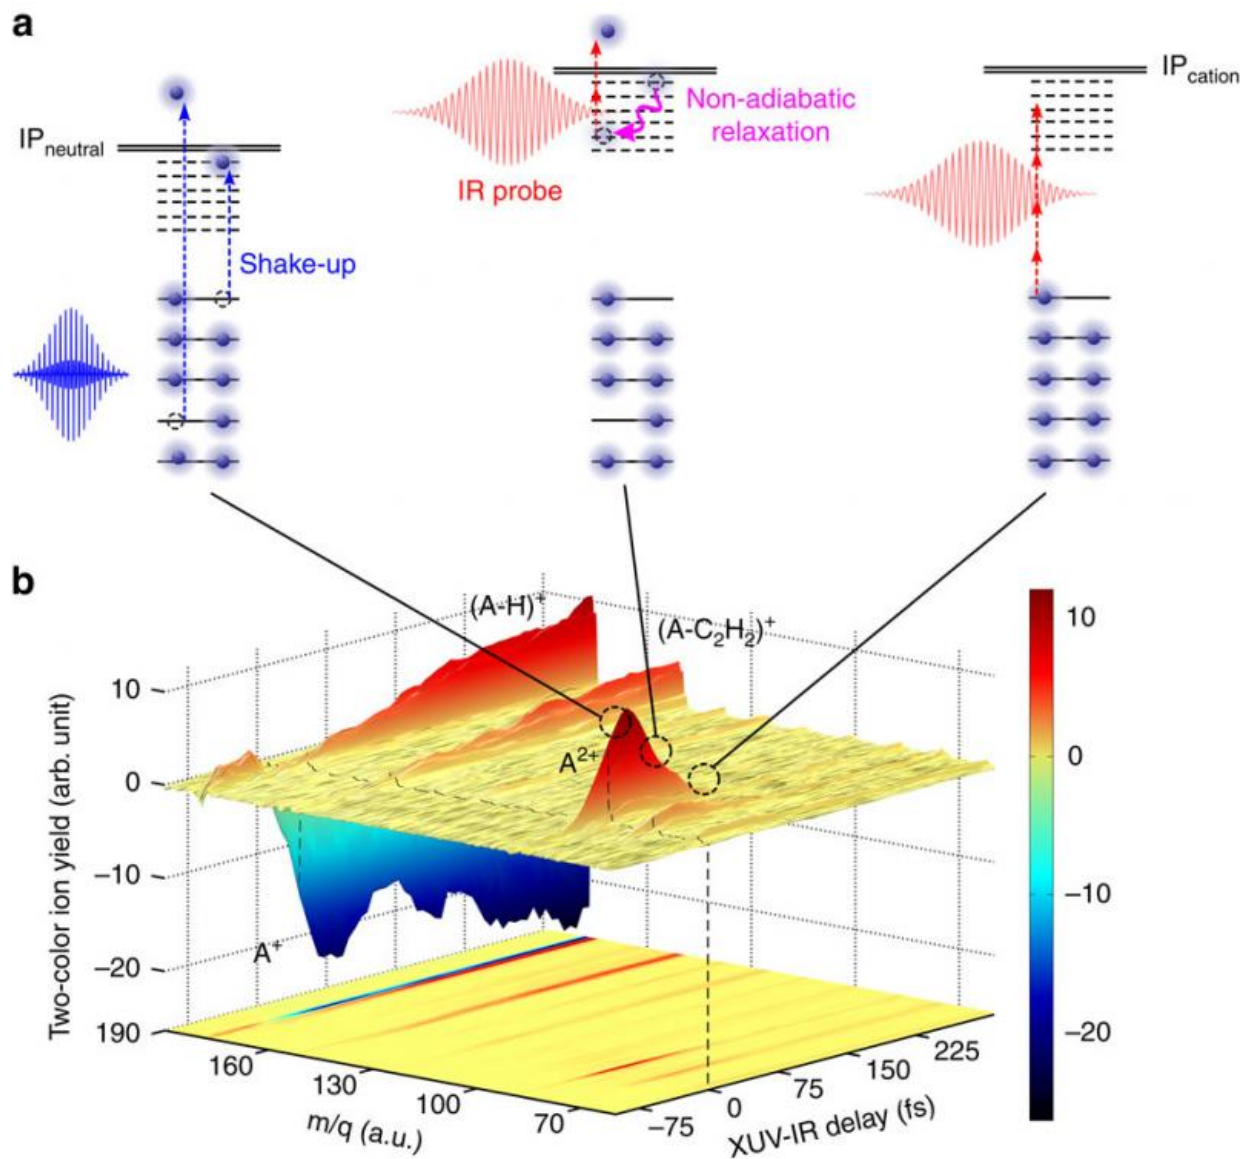 a
IP_neutral
Shake-up
IR probe
Non-adiabatic
relaxation
IP_cation
b
(A-H)⁺
(A-C₂H₂)⁺
A²⁺
A⁺
Two-color ion yield (arb. unit)
10
0
−10
−20
190
160
130
100
70
m/q (a.u.)
−75
0
75
150
225
XUV-IR delay (fs)
10
0
−10
−20